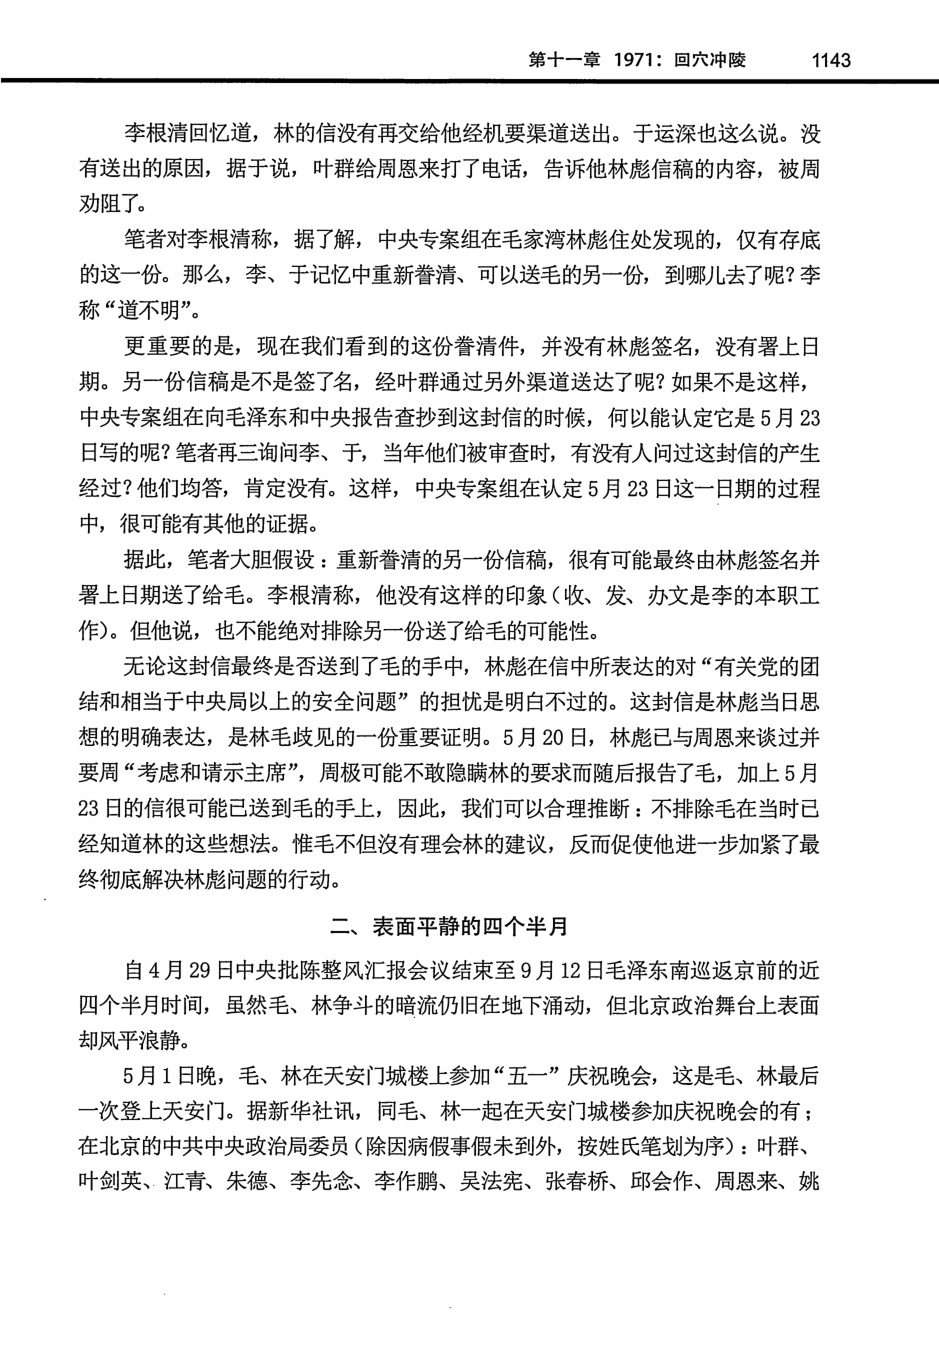 第十一章 1971：回穴冲陵 1143
李根清回忆道，林的信没有再交给他经机要渠道送出。于运深也这么说。没
有送出的原因，据于说，叶群给周恩来打了电话，告诉他林彪信稿的内容，被周
劝阻了。
笔者对李根清称，据了解，中央专案组在毛家湾林彪住处发现的，仅有存底
的这一份。那么，李、于记忆中重新誊清、可以送毛的另一份，到哪儿去了呢？李
称“道不明”。
更重要的是，现在我们看到的这份誊清件，并没有林彪签名，没有署上日
期。另一份信稿是不是签了名，经叶群通过另外渠道送达了呢？如果不是这样，
中央专案组在向毛泽东和中央报告查抄到这封信的时候，何以能认定它是 5 月 23
日写的呢？笔者再三询问李、于，当年他们被审查时，有没有人问过这封信的产生
经过？他们均答，肯定没有。这样，中央专案组在认定 5 月 23 日这一日期的过程
中，很可能有其他的证据。
据此，笔者大胆假设：重新誊清的另一份信稿，很有可能最终由林彪签名并
署上日期送了给毛。李根清称，他没有这样的印象（收、发、办文是李的本职工
作）。但他说，也不能绝对排除另一份送了给毛的可能性。
无论这封信最终是否送到了毛的手中，林彪在信中所表达的对“有关党的团
结和相当于中央局以上的安全问题”的担忧是明白不过的。这封信是林彪当日思
想的明确表达，是林毛歧见的一份重要证明。5 月 20 日，林彪已与周恩来谈过并
要周“考虑和请示主席”，周极可能不敢隐瞒林的要求而随后报告了毛，加上 5 月
23 日的信很可能已送到毛的手上，因此，我们可以合理推断：不排除毛在当时已
经知道林的这些想法。惟毛不但沒有理会林的建议，反而促使他进一步加紧了最
终彻底解决林彪问题的行动。
二、表面平静的四个半月
自 4 月 29 日中央批陈整风汇报会议结束至 9 月 12 日毛泽东南巡返京前的近
四个半月时间，虽然毛、林争斗的暗流仍旧在地下涌动，但北京政治舞台上表面
却风平浪静。
5 月 1 日晚，毛、林在天安门城楼上参加“五一”庆祝晚会，这是毛、林最后
一次登上天安门。据新华社讯，同毛、林一起在天安门城楼参加庆祝晚会的有；
在北京的中共中央政治局委员（除因病假事假未到外，按姓氏笔划为序）：叶群、
叶剑英、江青、朱德、李先念、李作鹏、吴法宪、张春桥、邱会作、周恩来、姚